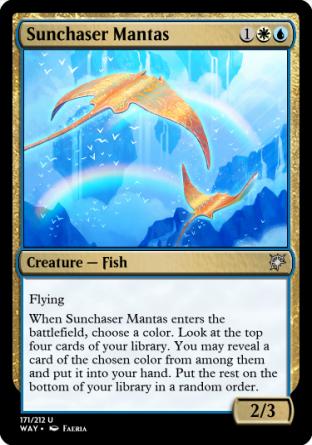 Sunchaser Mantas 1
Creature — Fish
Flying
When Sunchaser Mantas enters the
battlefield, choose a color. Look at the top
four cards of your library. You may reveal a
card of the chosen color from among them
and put it into your hand. Put the rest on the
bottom of your library in a random order.
2/3
171/212 U
WAY • Faeria